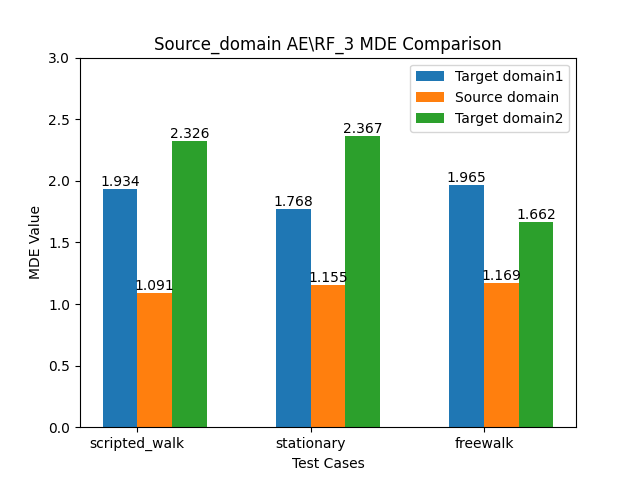 Source_domain AE\RF_3 MDE Comparison
Target domain1
Source domain
Target domain2
MDE Value
3.0
2.5
2.0
1.5
1.0
0.5
0.0
1.934
1.091
2.326
1.768
1.155
2.367
1.965
1.169
1.662
scripted_walk
stationary
freewalk
Test Cases